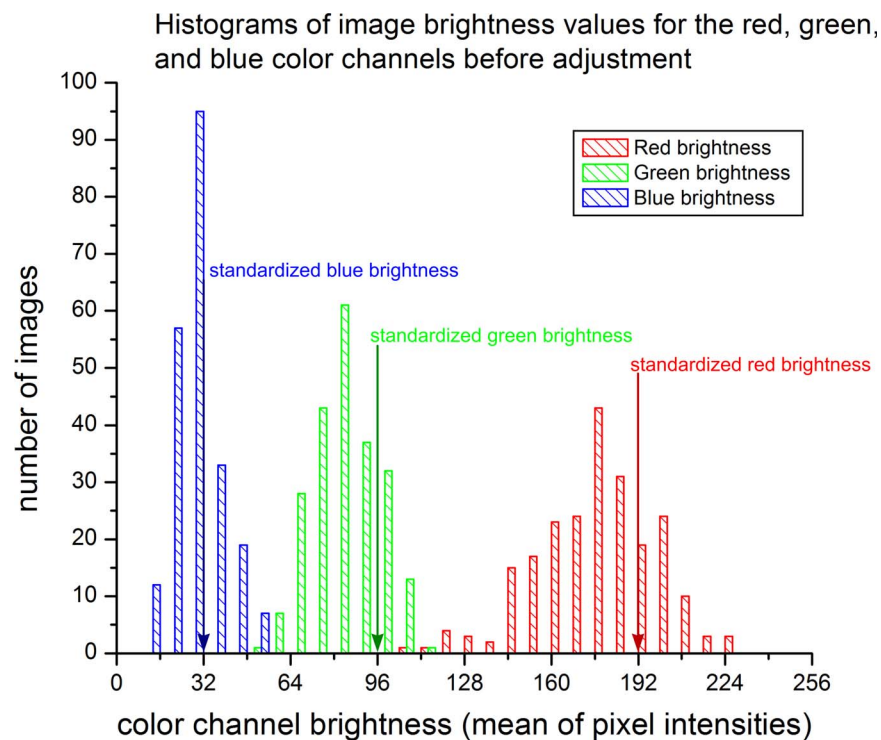 Histograms of image brightness values for the red, green,
and blue color channels before adjustment
100
90
80
70
60
50
40
30
20
10
0
number of images
Red brightness
Green brightness
Blue brightness
standardized blue brightness
standardized green brightness
standardized red brightness
0 32 64 96 128 160 192 224 256
color channel brightness (mean of pixel intensities)